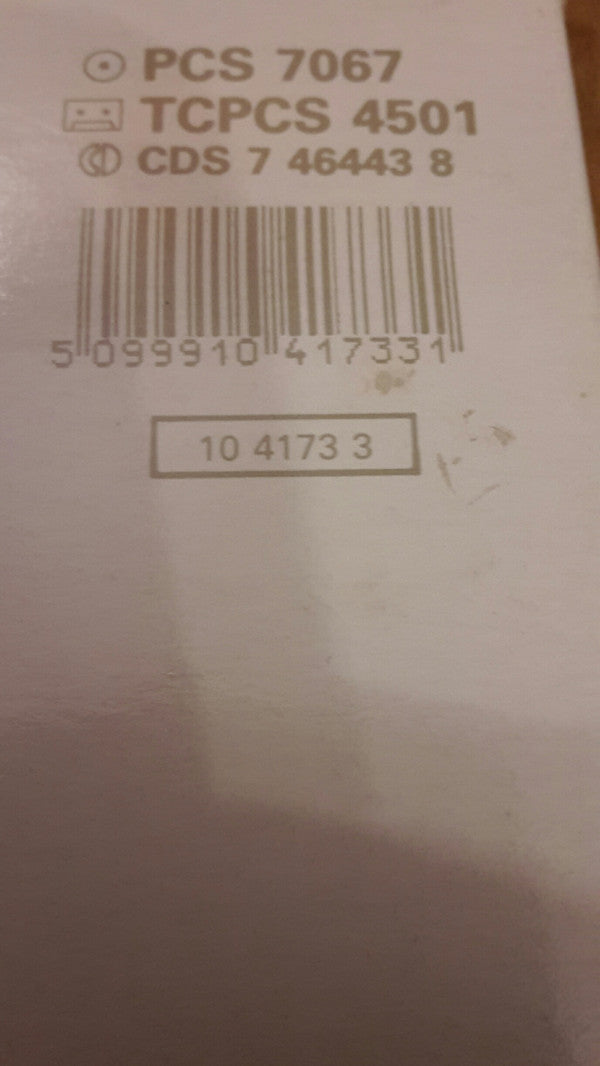 PCS 7067
TCPCS 4501
CDS 7 46443 8
5 099910 417331
10 4173 3